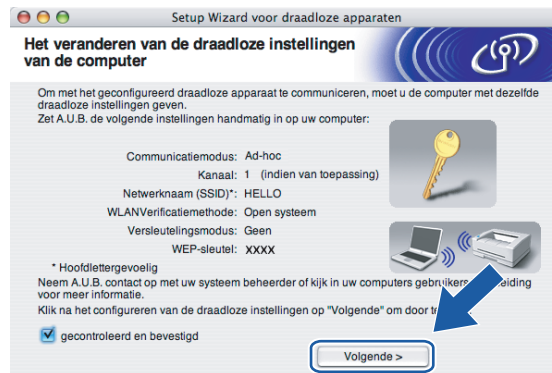 Setup Wizard voor draadloze apparaten
Het veranderen van de draadloze instellingen
van de computer
Om met het geconfigureerd draadloze apparaat te communiceren, moet u de computer met dezelfde
draadloze instellingen geven.
Zet A.U.B. de volgende instellingen handmatig in op uw computer:
Communicatiemodus: Ad-hoc
Kanaal: 1 (indien van toepassing)
Netwerknaam (SSID)*: HELLO
WLANVerificatiemethode: Open systeem
Versleutelingsmodus: Geen
WEP-sleutel: XXXX
* Hoofdlettergevoelig
Neem A.U.B. contact op met uw systeem beheerder of kijk in uw computers
voor meer informatie.
Klik na het configureren van de draadloze instellingen op "Volgende" om door
gecontroleerd en bevestigd
Volgende >